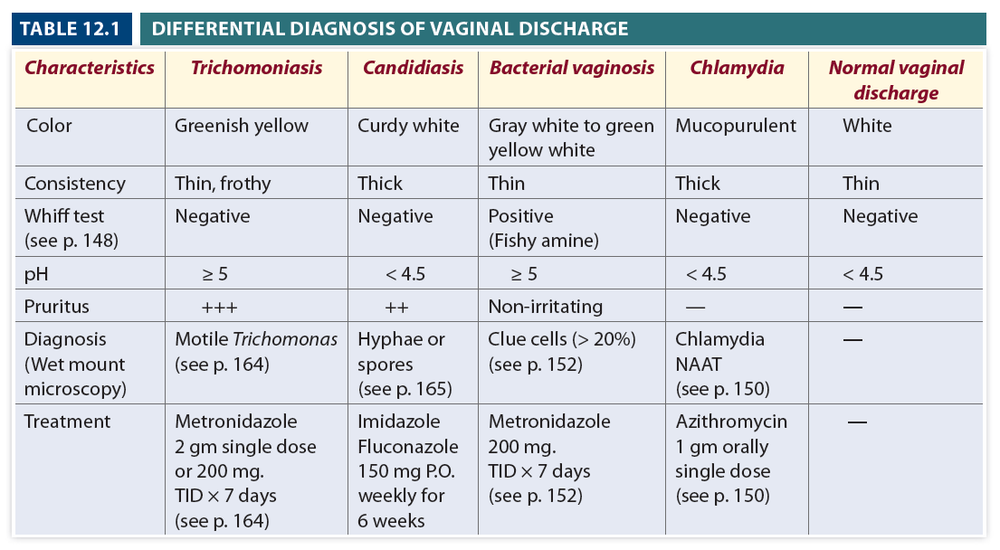 TABLE 12.1 DIFFERENTIAL DIAGNOSIS OF VAGINAL DISCHARGE
Characteristics Trichomoniasis Candidiasis Bacterial vaginosis Chlamydia Normal vaginal
discharge
Color Greenish yellow Curdy white Gray white to green Mucopurulent White
yellow white
Consistency Thin, frothy Thick Thin Thick Thin
Whiff test Negative Negative Positive Negative Negative
(see p. 148) (Fishy amine)
pH ≥ 5 < 4.5 ≥ 5 < 4.5 < 4.5
Pruritus +++ ++ Non-irritating — —
Diagnosis Motile Trichomonas Hyphae or Clue cells (> 20%) Chlamydia —
(Wet mount (see p. 164) spores (see p. 152) NAAT
microscopy) (see p. 165) (see p. 150)
Treatment Metronidazole Imidazole Metronidazole Azithromycin —
2 gm single dose Fluconazole 200 mg. 1 gm orally
or 200 mg. 150 mg P.O. TID × 7 days single dose
TID × 7 days weekly for (see p. 152) (see p. 150)
(see p. 164) 6 weeks